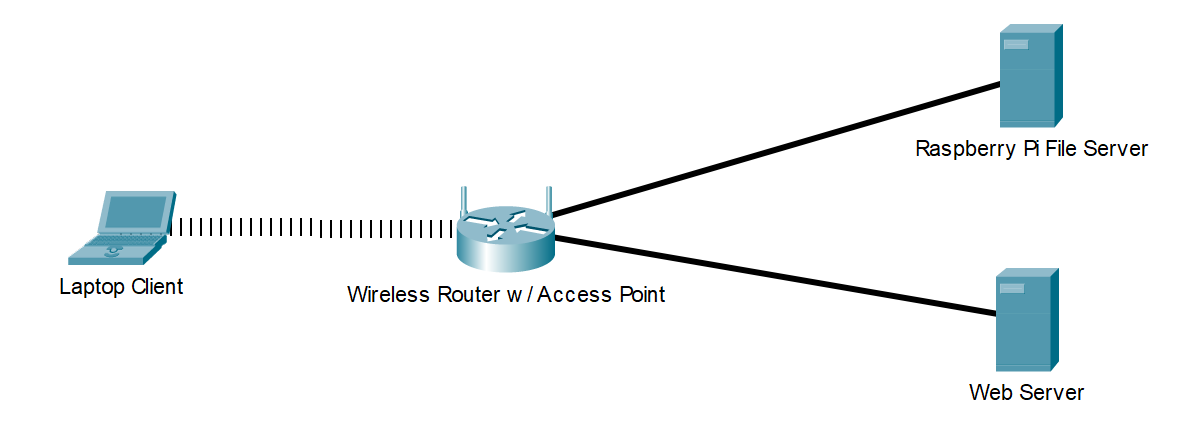 Raspberry Pi File Server
Laptop Client
Wireless Router w / Access Point
Web Server